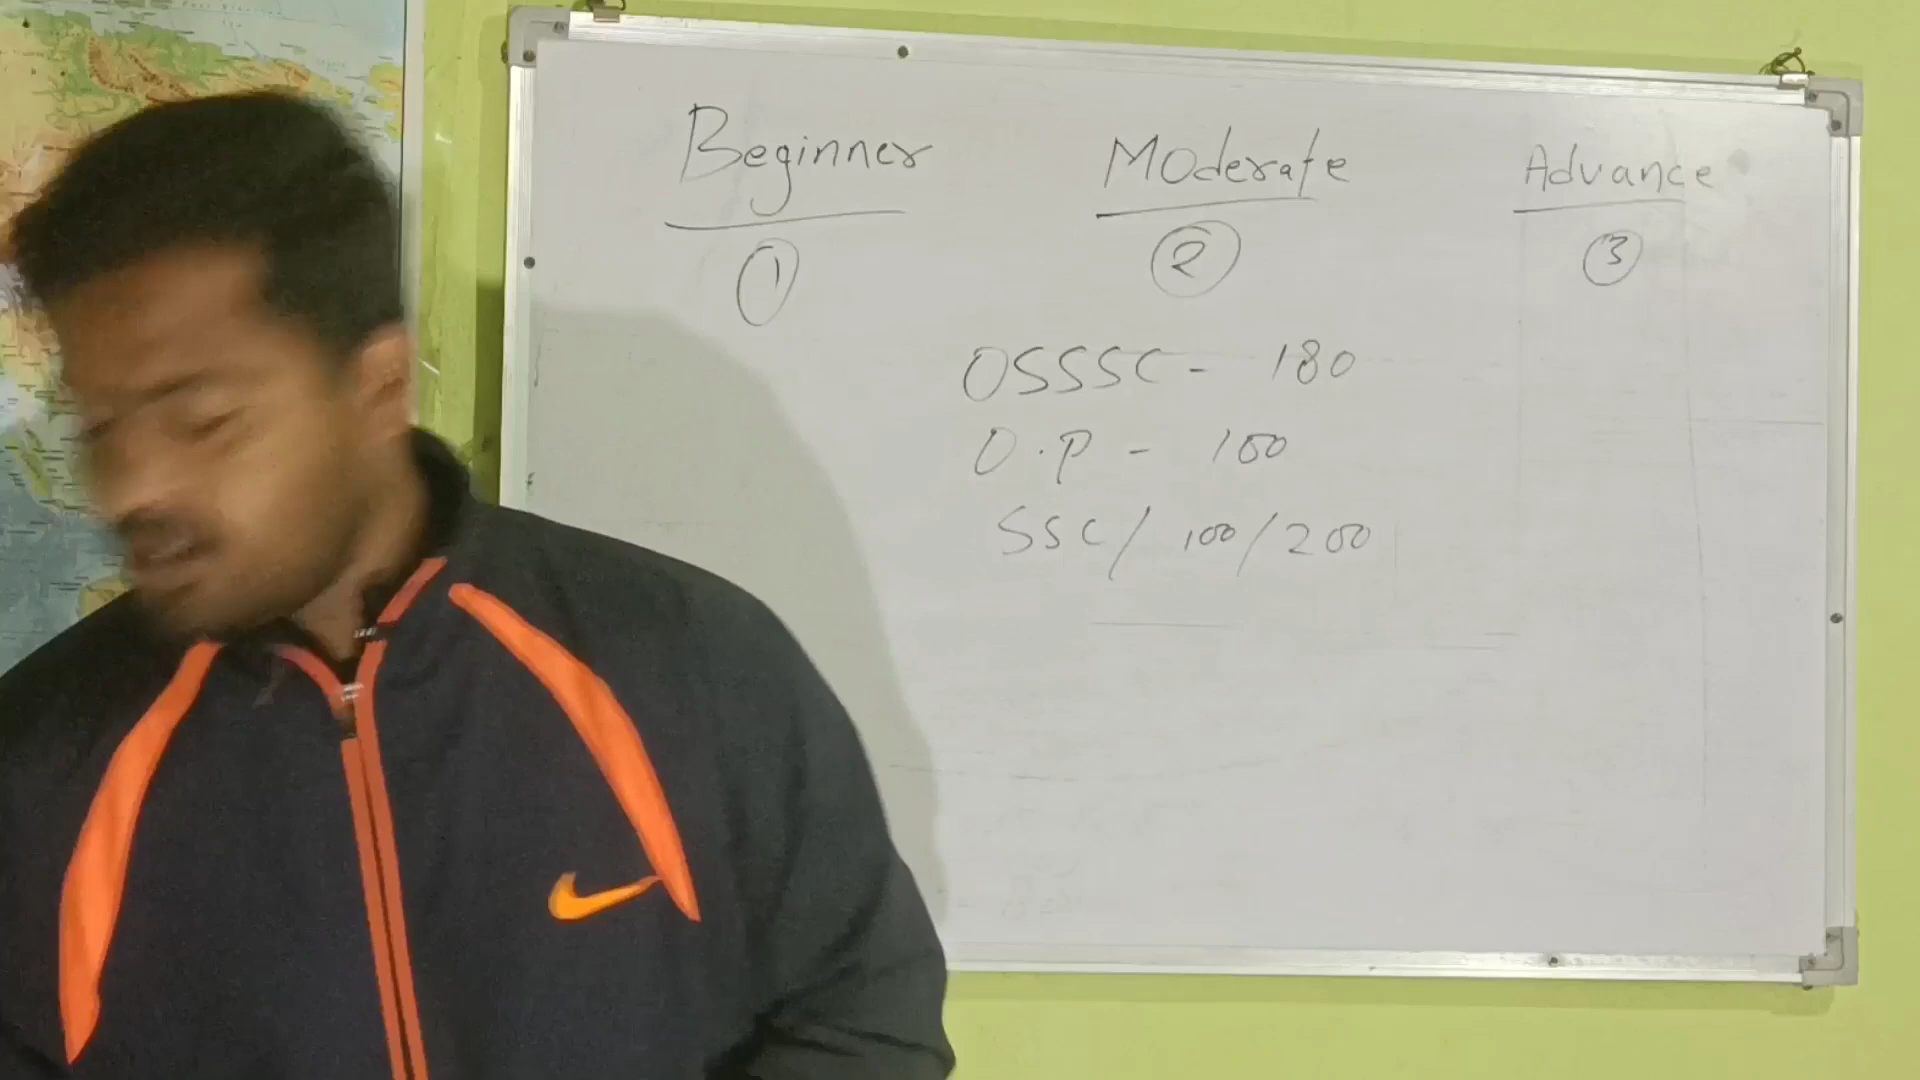 Beginner Moderate Advance
1 2 3
OSSSC - 180
O.P - 100
SSC / 100/200